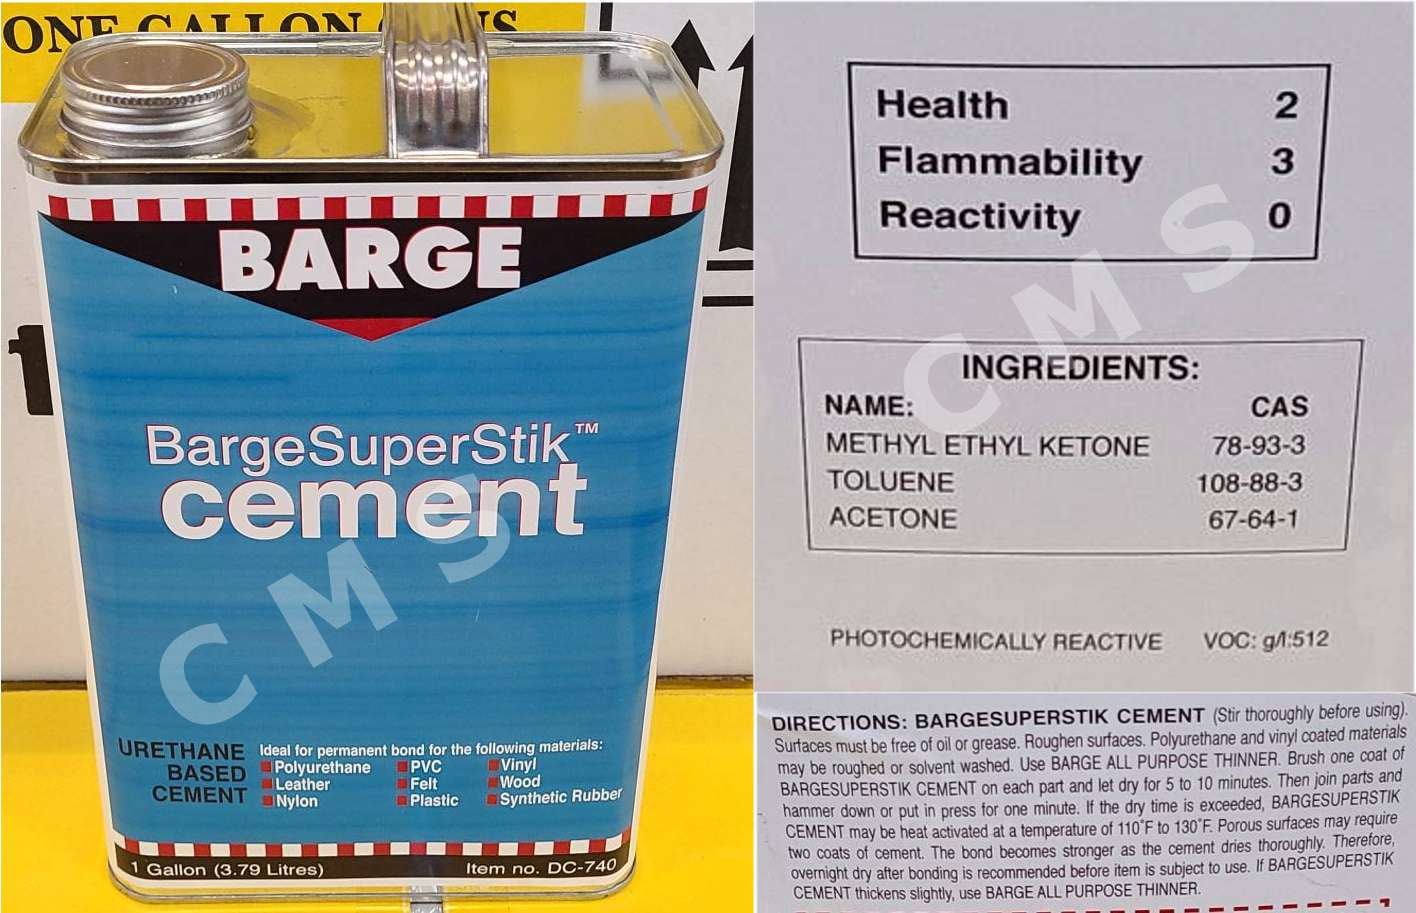 ONE GALLON
BARGE
BargeSuperStik™
cement
URETHANE
BASED
CEMENT
Ideal for permanent bond for the following materials:
Polyurethane PVC Vinyl
Leather Felt Wood
Nylon Plastic Synthetic Rubber
1 Gallon (3.79 Litres) Item no. DC-740
CMS
Health 2
Flammability 3
Reactivity 0
INGREDIENTS:
NAME: CAS
METHYL ETHYL KETONE 78-93-3
TOLUENE 108-88-3
ACETONE 67-64-1
PHOTOCHEMICALLY REACTIVE VOC: g/l:512
CMS
DIRECTIONS: BARGESUPERSTIK CEMENT (Stir thoroughly before using).
Surfaces must be free of oil or grease. Roughen surfaces. Polyurethane and vinyl coated materials
may be roughed or solvent washed. Use BARGE ALL PURPOSE THINNER. Brush one coat of
BARGESUPERSTIK CEMENT on each part and let dry for 5 to 10 minutes. Then join parts and
hammer down or put in press for one minute. If the dry time is exceeded, BARGESUPERSTIK
CEMENT may be heat activated at a temperature of 110°F to 130°F. Porous surfaces may require
two coats of cement. The bond becomes stronger as the cement dries thoroughly. Therefore,
overnight dry after bonding is recommended before item is subject to use. If BARGESUPERSTIK
CEMENT thickens slightly, use BARGE ALL PURPOSE THINNER.